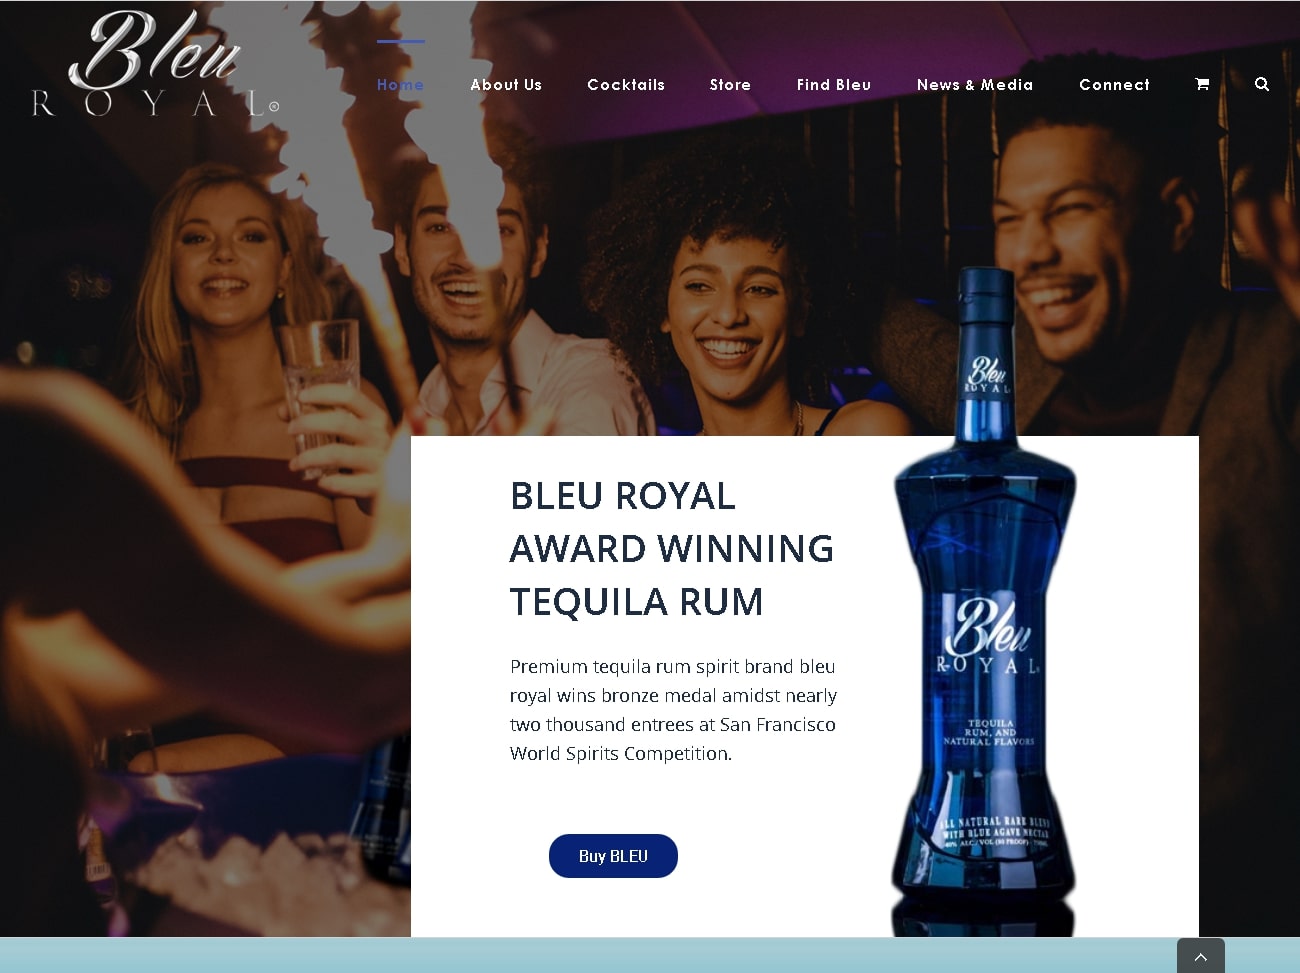 Bleu
ROYAL®
Home About Us Cocktails Store Find Bleu News & Media Connect
Bleu
ROYAL
BLEU ROYAL
AWARD WINNING
TEQUILA RUM
Premium tequila rum spirit brand bleu
royal wins bronze medal amidst nearly
two thousand entrees at San Francisco
World Spirits Competition.
Buy BLEU
Bleu
ROYAL
TEQUILA
RUM, AND
NATURAL FLAVORS
ALL NATURAL RARE BLEND
WITH BLUE AGAVE NECTAR
40% ALC/VOL (80 PROOF)